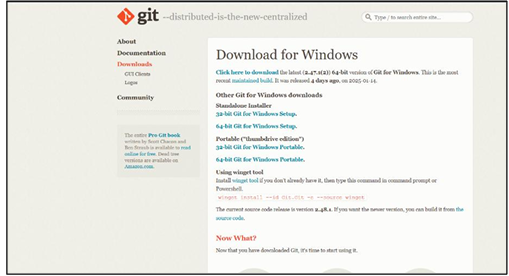 git --distributed-is-the-new-centralized
Type / to search entire site...
About
Documentation
Downloads
GUI Clients
Logos
Community
The entire Pro Git book
written by Scott Chacon and
Ben Straub is available to read
online for free. Dead tree
versions are available on
Amazon.com.
Download for Windows
Click here to download the latest (2.47.1(2)) 64-bit version of Git for Windows. This is the most
recent maintained build. It was released 4 days ago, on 2025-01-14.
Other Git for Windows downloads
Standalone Installer
32-bit Git for Windows Setup.
64-bit Git for Windows Setup.
Portable ("thumbdrive edition")
32-bit Git for Windows Portable.
64-bit Git for Windows Portable.
Using winget tool
Install winget tool if you don't already have it, then type this command in command prompt or
Powershell.
winget install --id Git.Git -e --source winget
The current source code release is version 2.48.1. If you want the newer version, you can build it from the
source code.
Now What?
Now that you have downloaded Git, it's time to start using it.